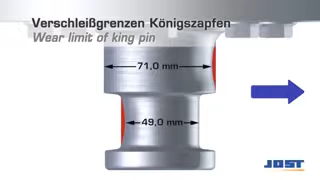 Verschleißgrenzen Königszapfen
Wear limit of king pin
71,0 mm
49,0 mm
JOST